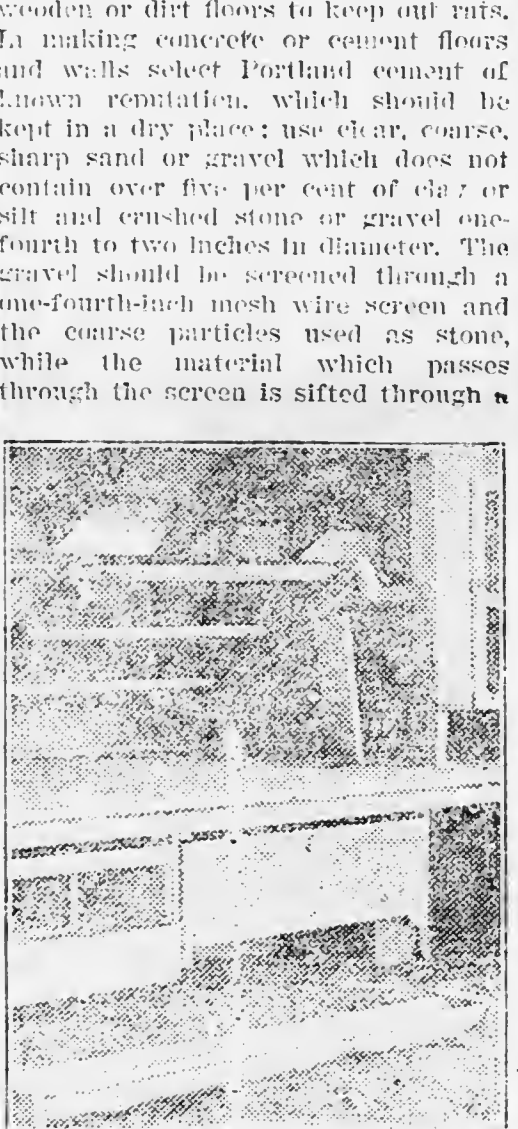 wooden or dirt floors to keep out rats.
In making concrete or cement floors
and walls select Portland cement of
known reputation, which should be
kept in a dry place; use clear, coarse,
sharp sand or gravel which does not
contain over five per cent of clay or
silt and crushed stone or gravel one-
fourth to two inches in diameter. The
gravel should be screened through a
one-fourth-inch mesh wire screen and
the coarse particles used as stone,
while the material which passes
through the screen is sifted through a